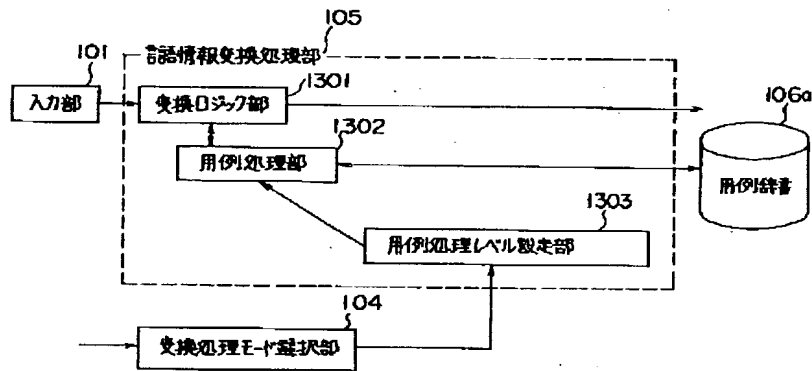 105
言語情報変換処理部
101
1301
106a
入力部
変換ロジック部
1302
用例処理部
用例辞書
1303
用例処理レベル設定部
104
変換処理モード選択部